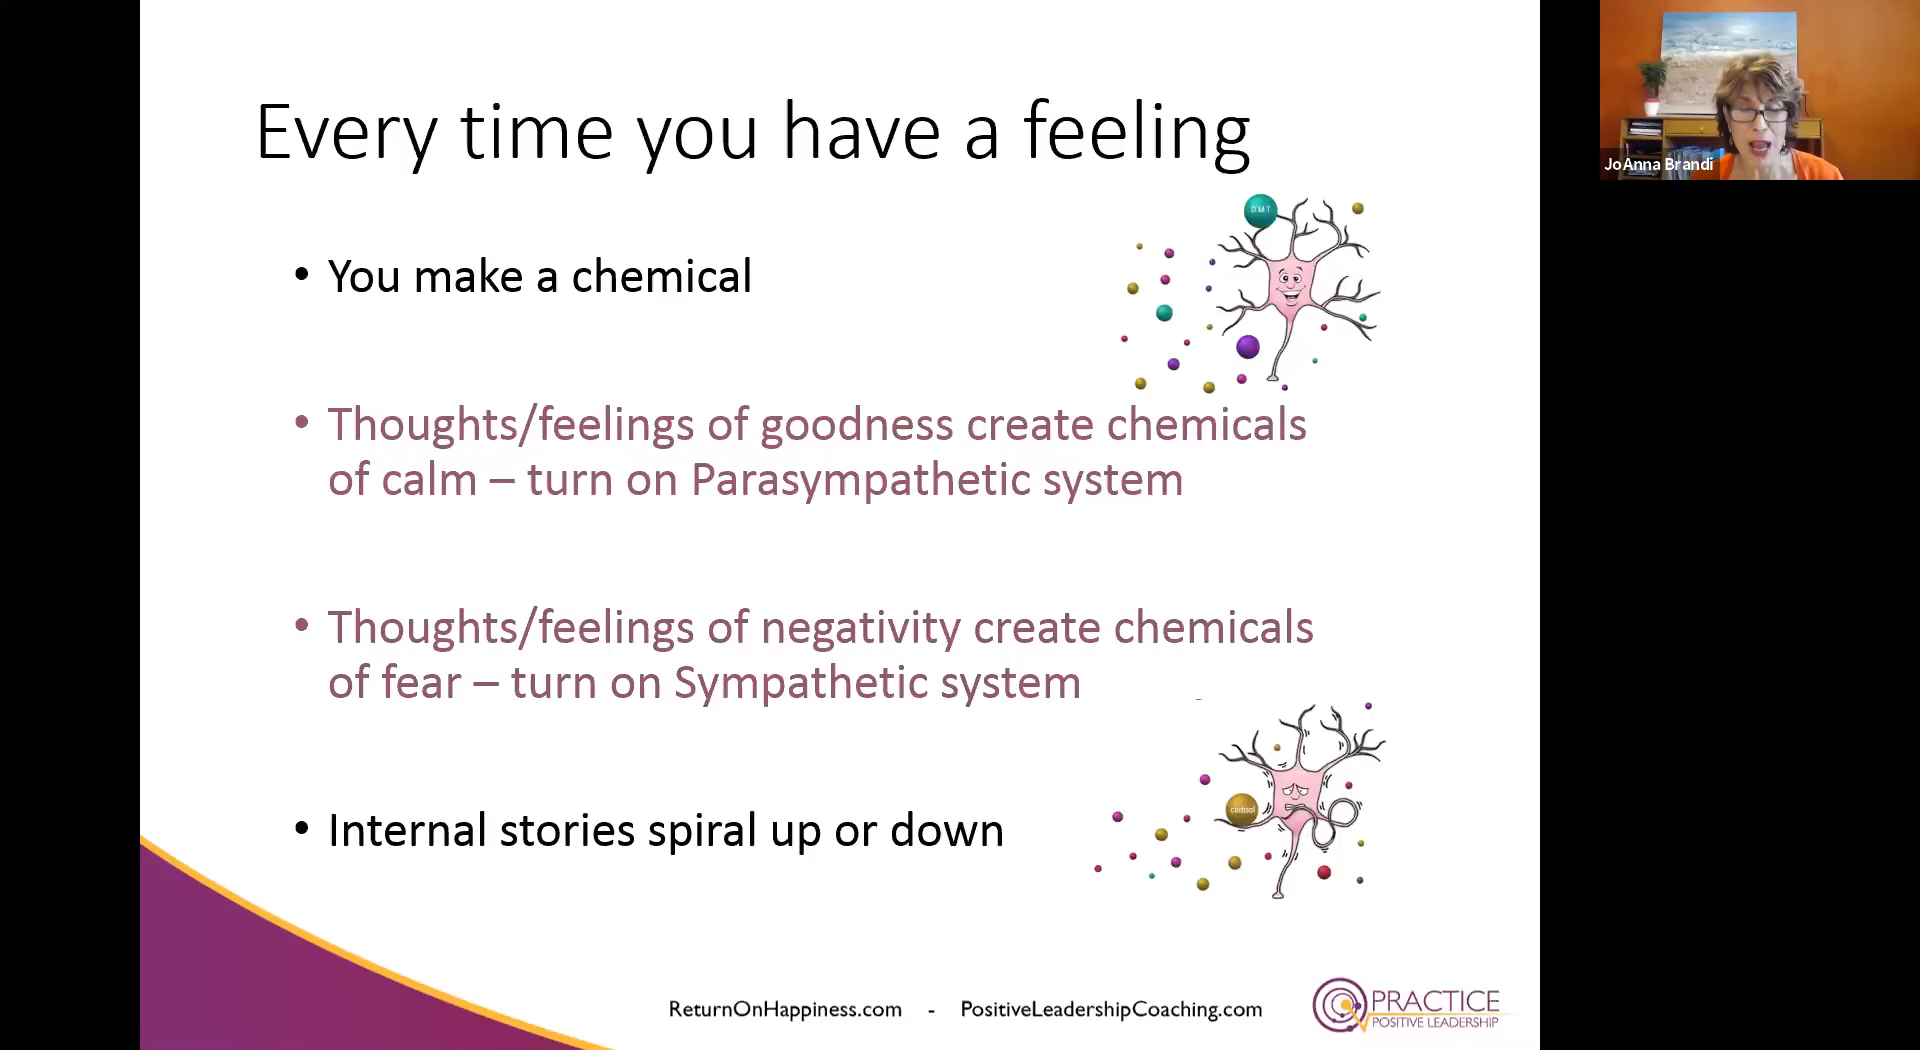 Every time you have a feeling
JoAnna Brandi
DMT
• You make a chemical
• Thoughts/feelings of goodness create chemicals
of calm – turn on Parasympathetic system
• Thoughts/feelings of negativity create chemicals
of fear – turn on Sympathetic system
cortisol
• Internal stories spiral up or down
ReturnOnHappiness.com - PositiveLeadershipCoaching.com
PRACTICE
POSITIVE LEADERSHIP